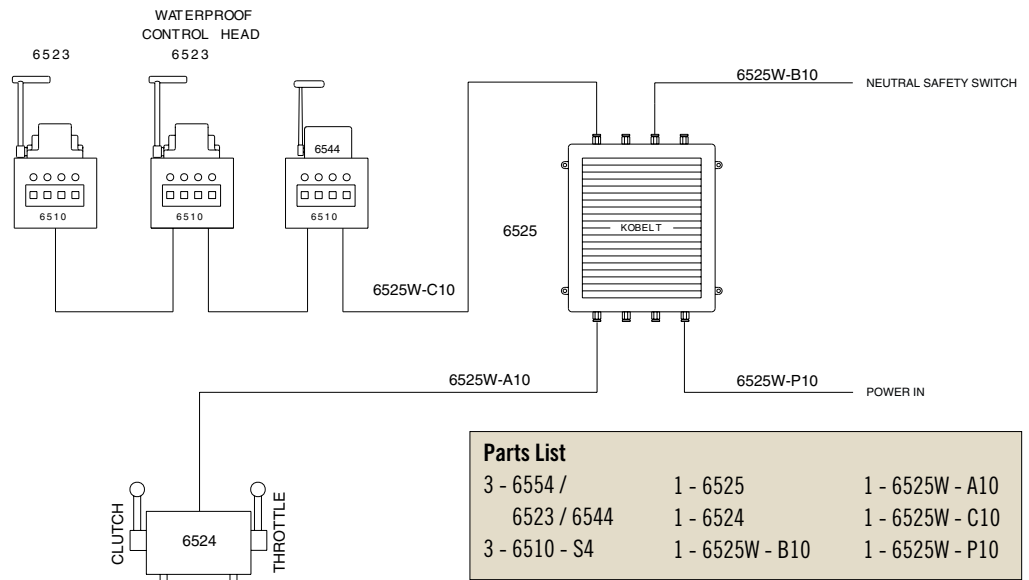 WATERPROOF
CONTROL HEAD
6523
6523
6544
6510
6510
6510
6525W-C10
6525W-B10
NEUTRAL SAFETY SWITCH
6525
KOBELT
6525W-A10
6525W-P10
POWER IN
CLUTCH
6524
THROTTLE
Parts List
3 - 6554 /
6523 / 6544
3 - 6510 - S4
1 - 6525
1 - 6524
1 - 6525W - B10
1 - 6525W - A10
1 - 6525W - C10
1 - 6525W - P10